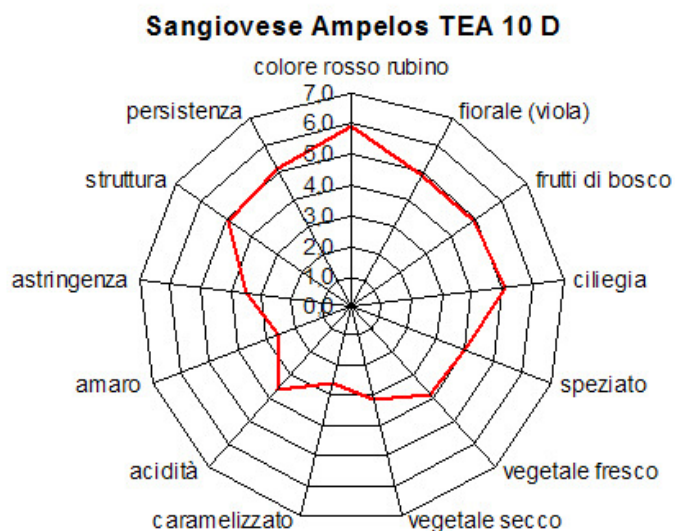 Sangiovese Ampelos TEA 10 D
colore rosso rubino
7,0
persistenza
fiorale (viola)
6,0
5,0
struttura
frutti di bosco
4,0
3,0
2,0
astringenza
ciliegia
1,0
0,0
amaro
speziato
acidità
vegetale fresco
caramelizzato
vegetale secco